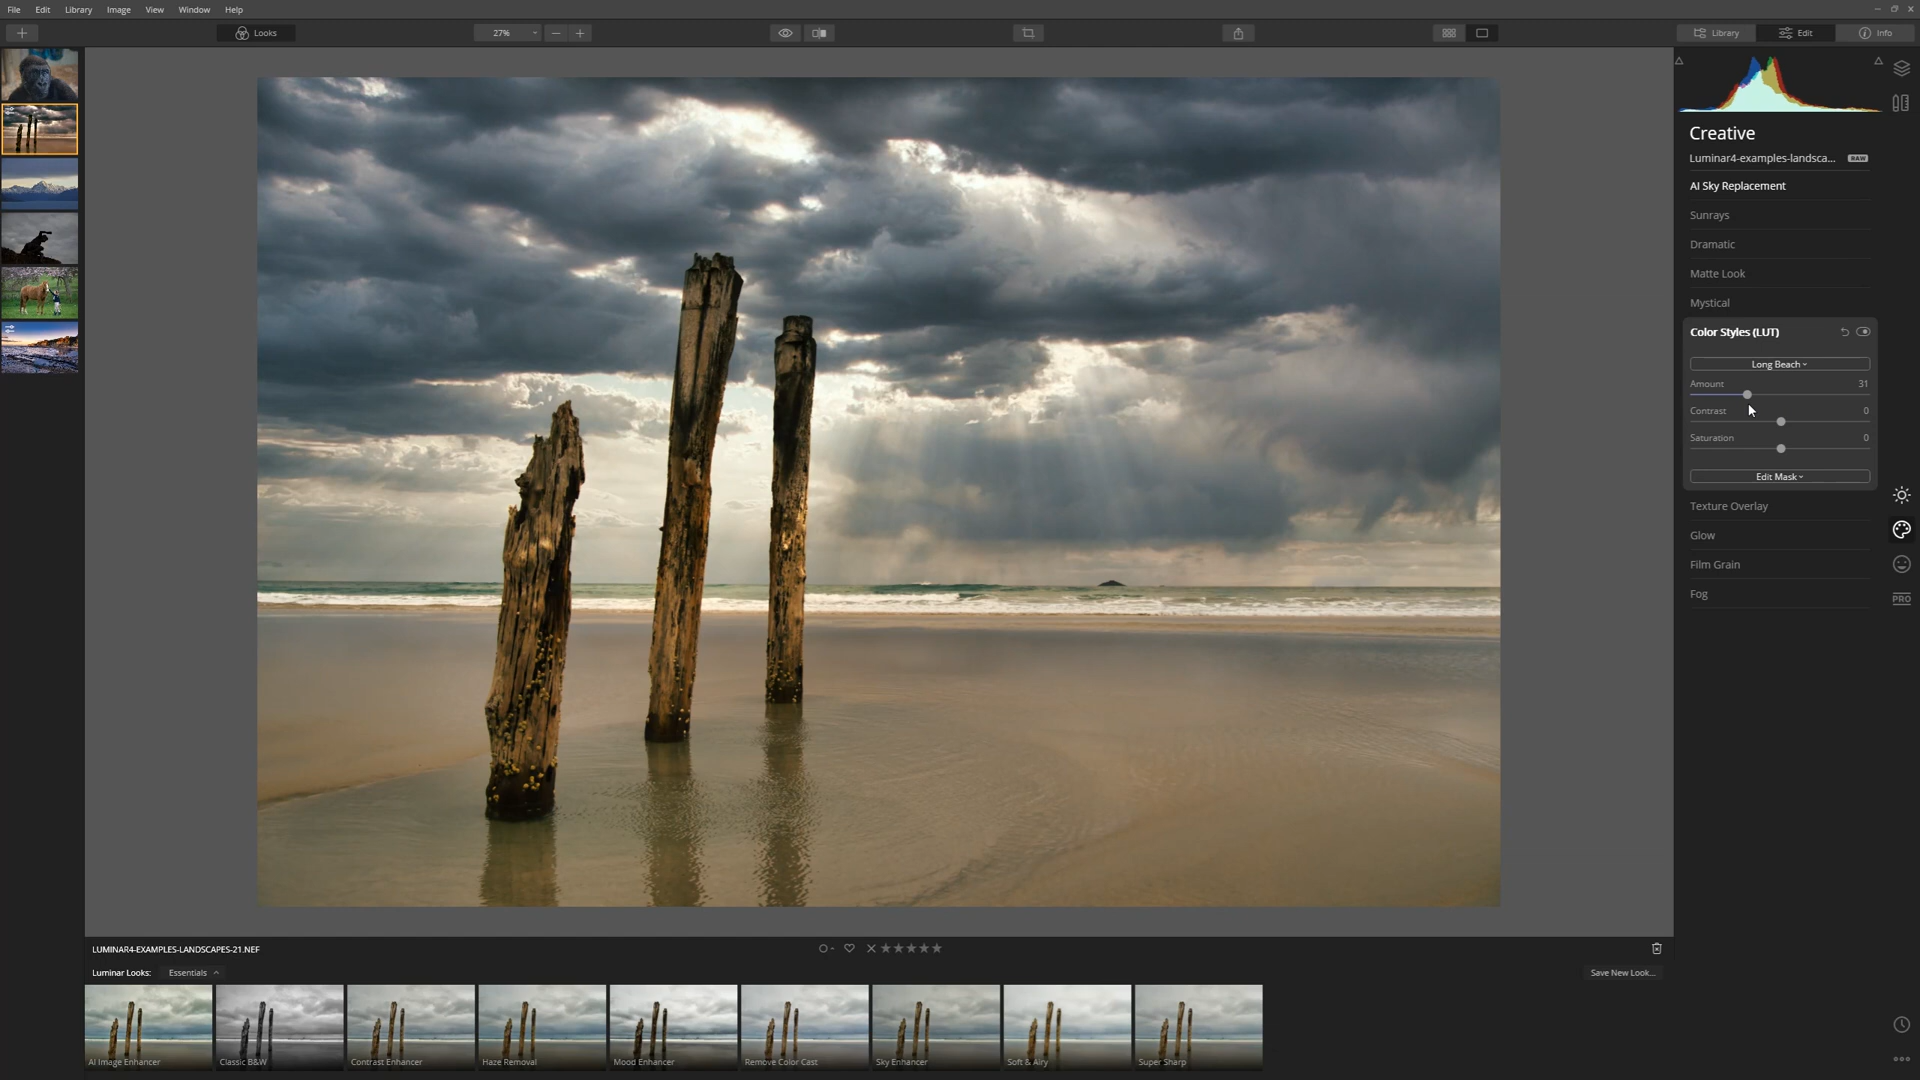 File Edit Library Image View Window Help
Looks 27% Library Edit Info
Creative
Luminar4-examples-landsca... RAW
AI Sky Replacement
Sunrays
Dramatic
Matte Look
Mystical
Color Styles (LUT)
Long Beach
Amount 31
Contrast 0
Saturation 0
Edit Mask
Texture Overlay
Glow
Film Grain
Fog
PRO
LUMINAR4-EXAMPLES-LANDSCAPES-21.NEF
Luminar Looks: Essentials Save New Look...
AI Image Enhancer Classic B&W Contrast Enhancer Haze Removal Mood Enhancer Remove Color Cast Sky Enhancer Soft & Airy Super Sharp